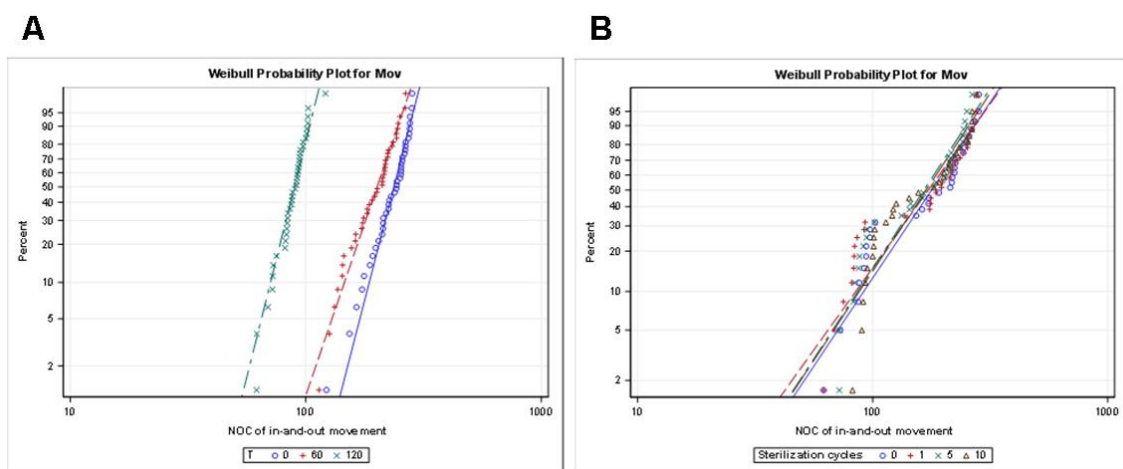 A
Weibull Probability Plot for Mov
95
90
80
70
60
50
40
30
20
10
5
2
Percent
10 100 1000
NOC of in-and-out movement
T 0 60 120
B
Weibull Probability Plot for Mov
95
90
80
70
60
50
40
30
20
10
5
2
Percent
10 100 1000
NOC of in-and-out movement
Sterilization cycles 0 1 5 10